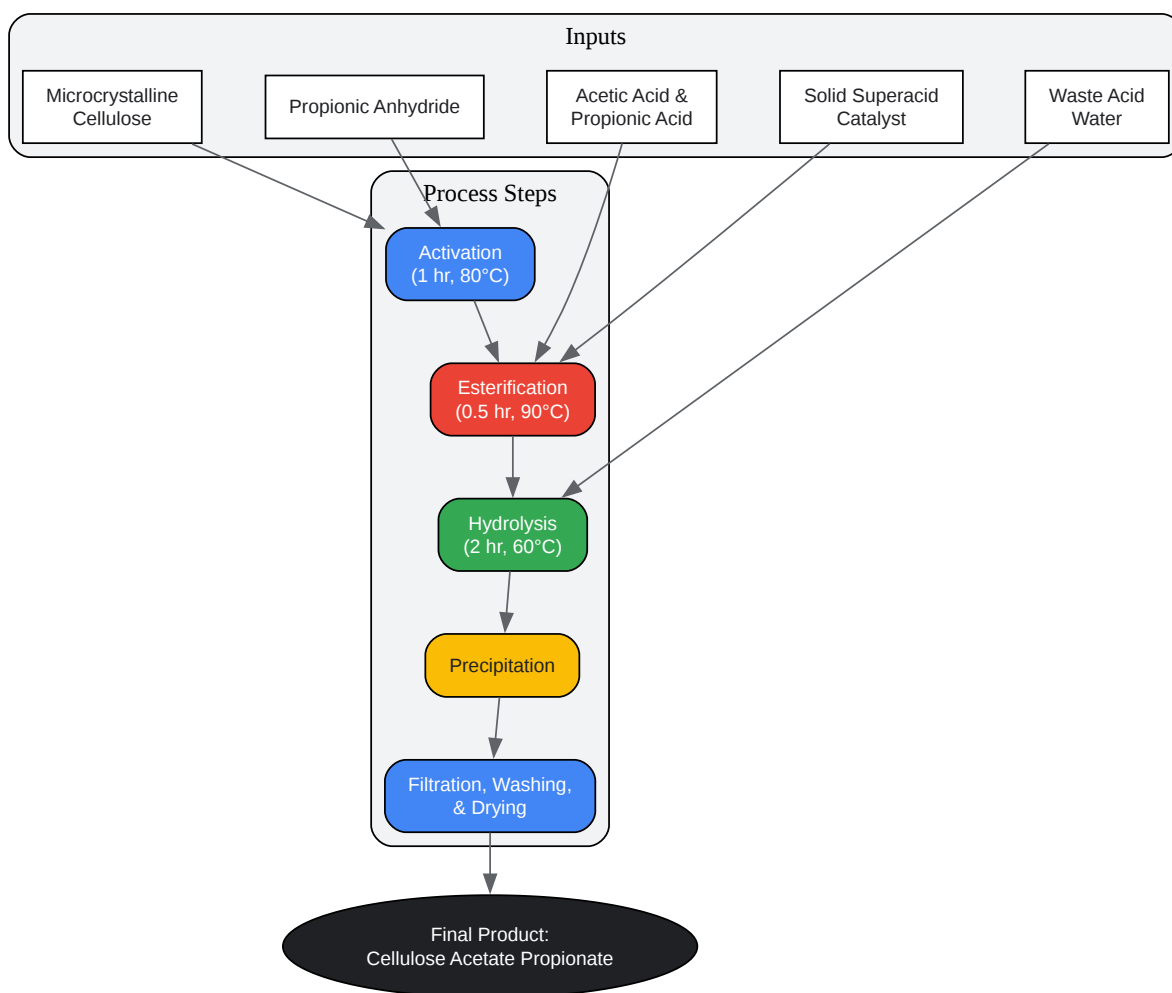 Inputs
Microcrystalline
Cellulose
Propionic Anhydride
Acetic Acid &
Propionic Acid
Solid Superacid
Catalyst
Waste Acid
Water
Process Steps
Activation
(1 hr, 80°C)
Esterification
(0.5 hr, 90°C)
Hydrolysis
(2 hr, 60°C)
Precipitation
Filtration, Washing,
& Drying
Final Product:
Cellulose Acetate Propionate